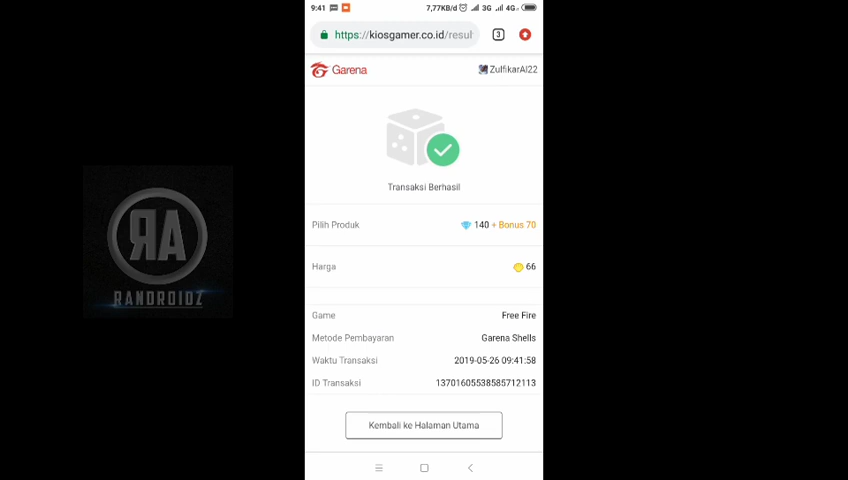 9:41
7,77KB/d
3G
4G
https://kiosgamer.co.id/resul
3
Garena
ZulfikarAl22
Transaksi Berhasil
Pilih Produk
140 + Bonus 70
Harga
66
Game
Free Fire
Metode Pembayaran
Garena Shells
Waktu Transaksi
2019-05-26 09:41:58
ID Transaksi
13701605538585712113
Kembali ke Halaman Utama
RA
RANDROIDZ